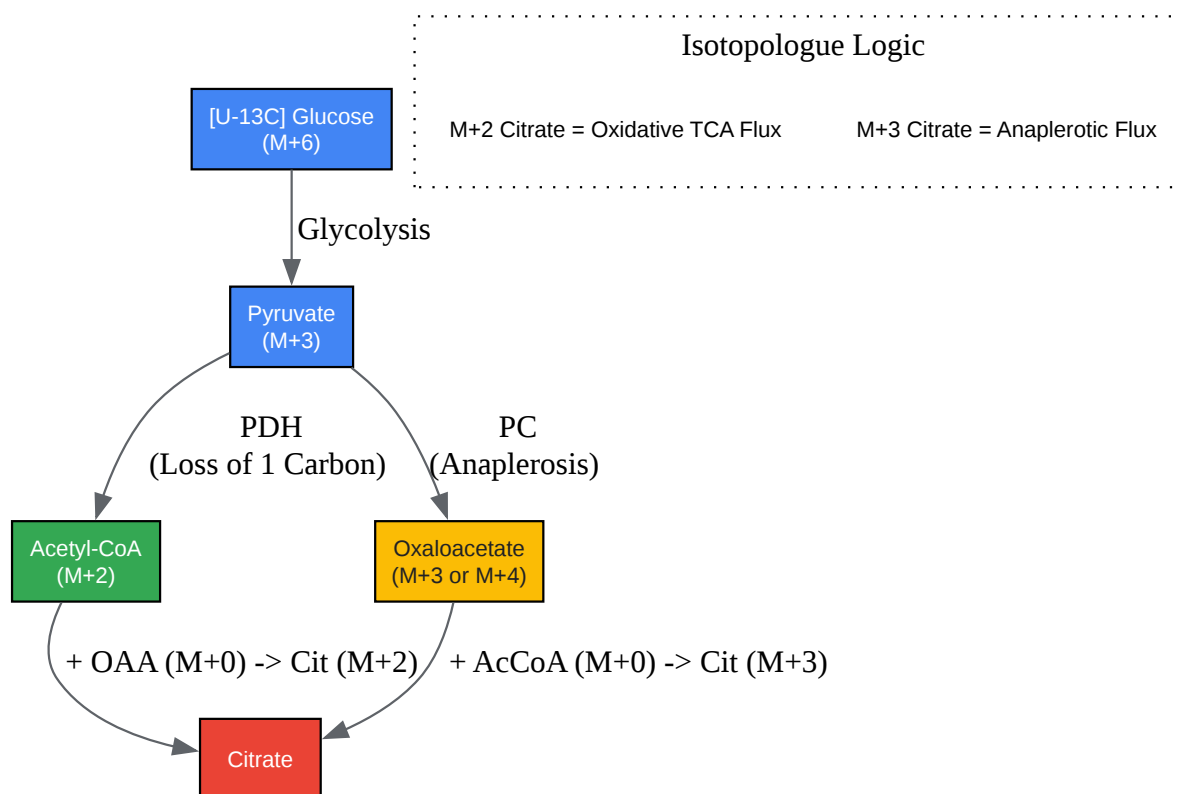 Isotopologue Logic
[U-13C] Glucose
(M+6)
M+2 Citrate = Oxidative TCA Flux
M+3 Citrate = Anaplerotic Flux
Glycolysis
Pyruvate
(M+3)
PDH
(Loss of 1 Carbon)
PC
(Anaplerosis)
Acetyl-CoA
(M+2)
Oxaloacetate
(M+3 or M+4)
+ OAA (M+0) -> Cit (M+2)
+ AcCoA (M+0) -> Cit (M+3)
Citrate